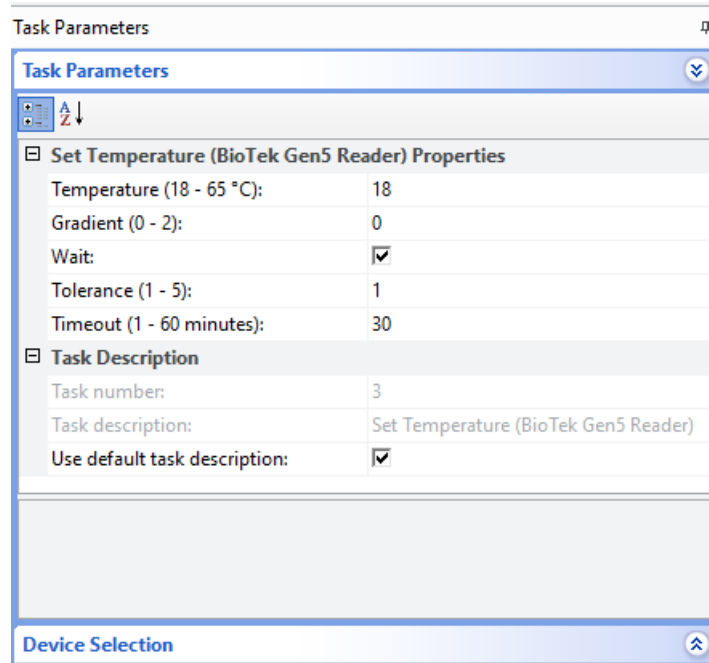 Task Parameters
Task Parameters
A
Z
Set Temperature (BioTek Gen5 Reader) Properties
Temperature (18 - 65 °C): 18
Gradient (0 - 2): 0
Wait:
Tolerance (1 - 5): 1
Timeout (1 - 60 minutes): 30
Task Description
Task number: 3
Task description: Set Temperature (BioTek Gen5 Reader)
Use default task description:
Device Selection